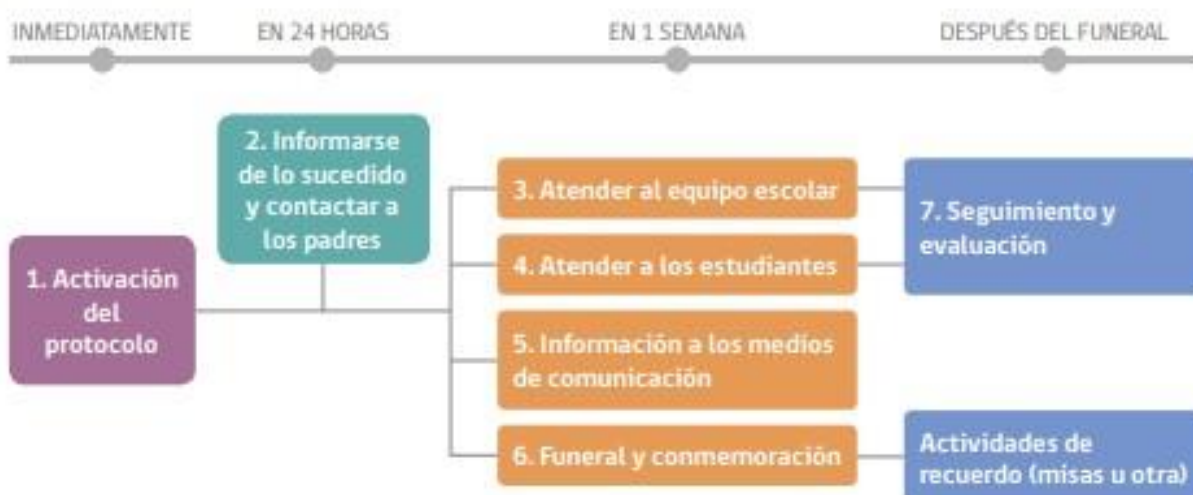 INMEDIATAMENTE
EN 24 HORAS
EN 1 SEMANA
DESPUÉS DEL FUNERAL
1. Activación
del
protocolo
2. Informarse
de lo sucedido
y contactar a
los padres
3. Atender al equipo escolar
4. Atender a los estudiantes
5. Información a los medios
de comunicación
6. Funeral y conmemoración
7. Seguimiento y
evaluación
Actividades de
recuerdo (misas u otra)